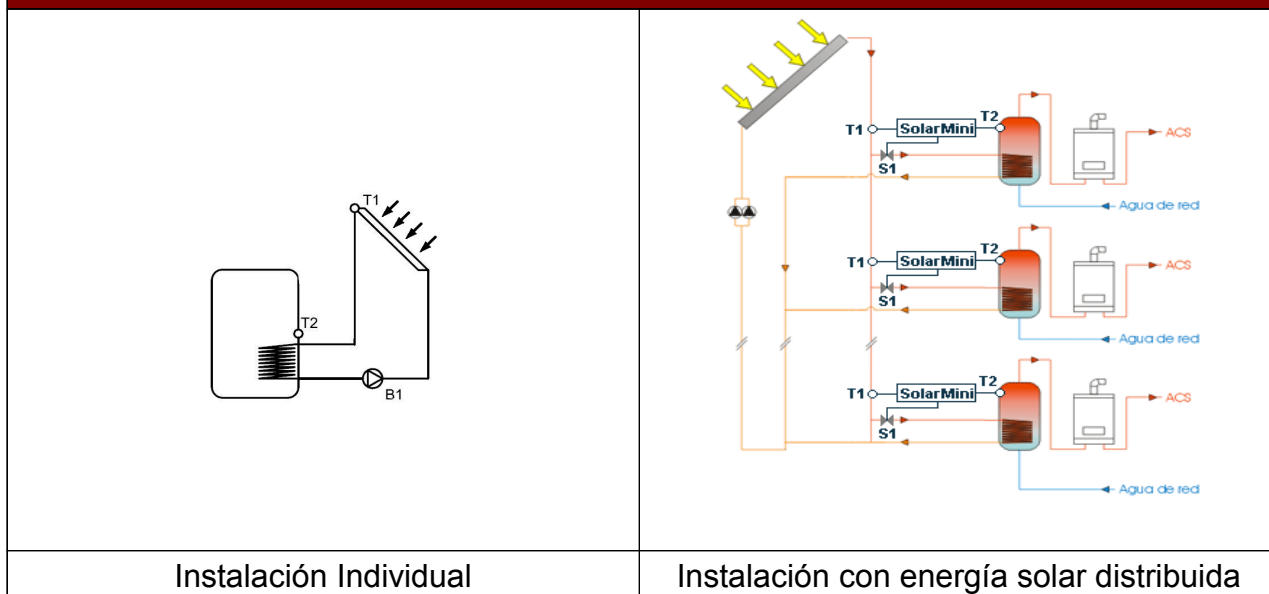 T1
T2
B1
Instalación Individual
T1
SolarMini
T2
S1
ACS
Agua de red
T1
SolarMini
T2
S1
ACS
Agua de red
T1
SolarMini
T2
S1
ACS
Agua de red
Instalación con energía solar distribuida